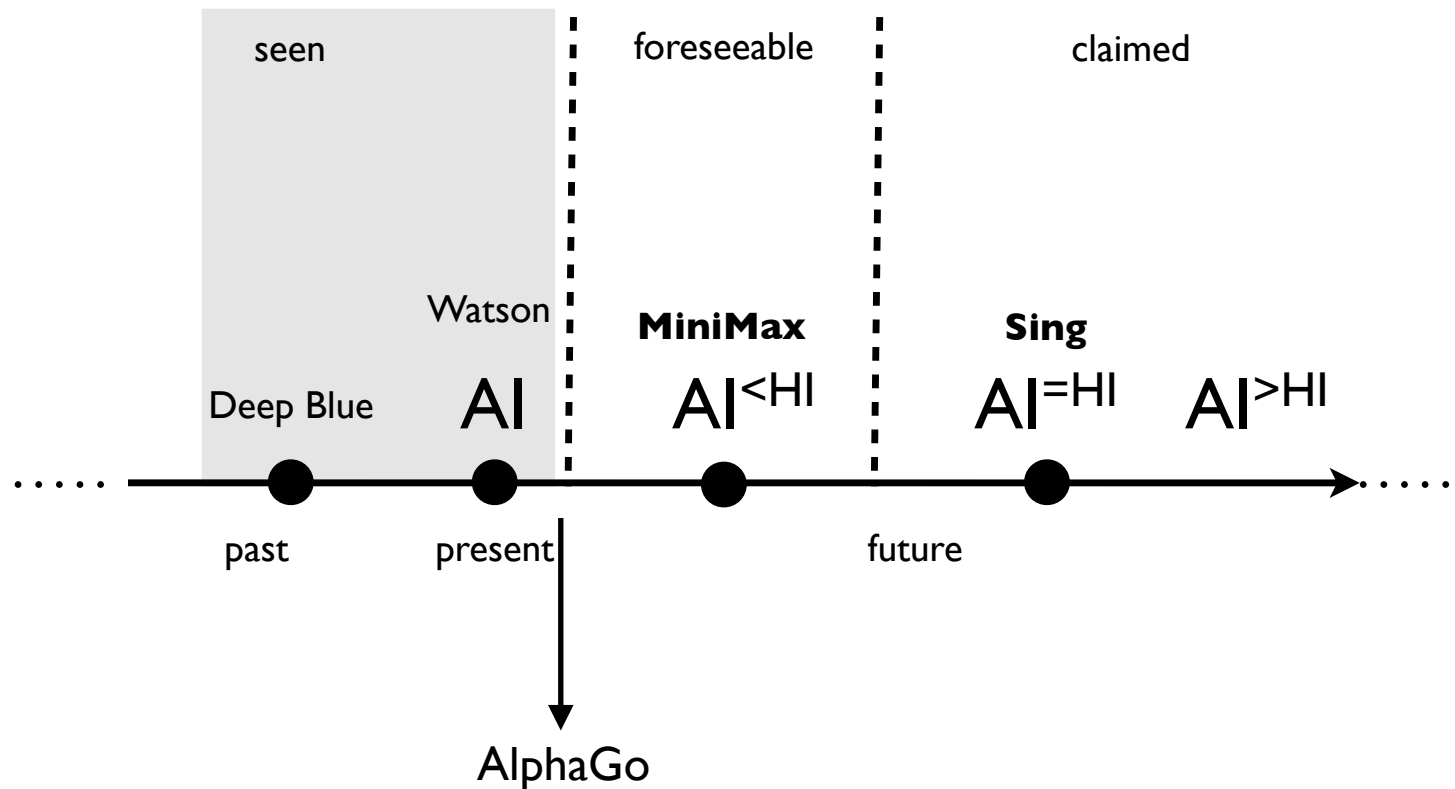 seen foreseeable claimed
Watson
MiniMax Sing
Deep Blue AI AI<HI AI=HI AI>HI
..... .....
past present future
AlphaGo